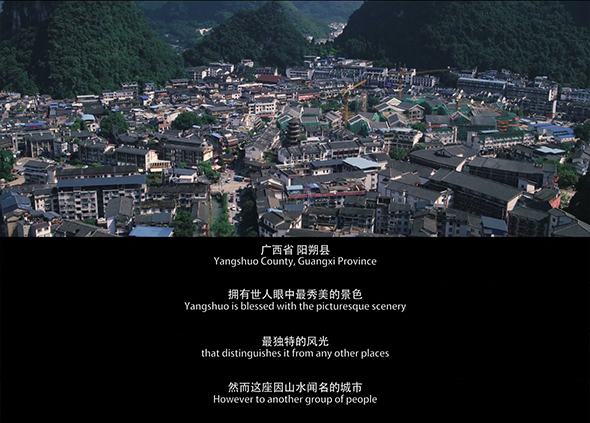 广西省 阳朔县
Yangshuo County, Guangxi Province
拥有世人眼中最秀美的景色
Yangshuo is blessed with the picturesque scenery
最独特的风光
that distinguishes it from any other places
然而这座因山水闻名的城市
However to another group of people